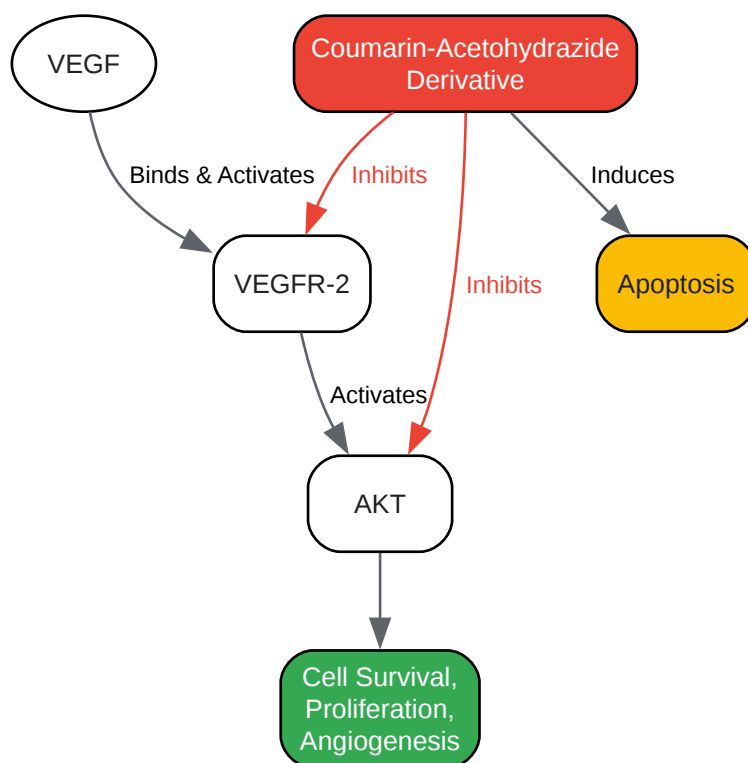 VEGF
Coumarin-Acetohydrazide
Derivative
Binds & Activates
Inhibits
Induces
VEGFR-2
Inhibits
Apoptosis
Activates
AKT
Cell Survival,
Proliferation,
Angiogenesis